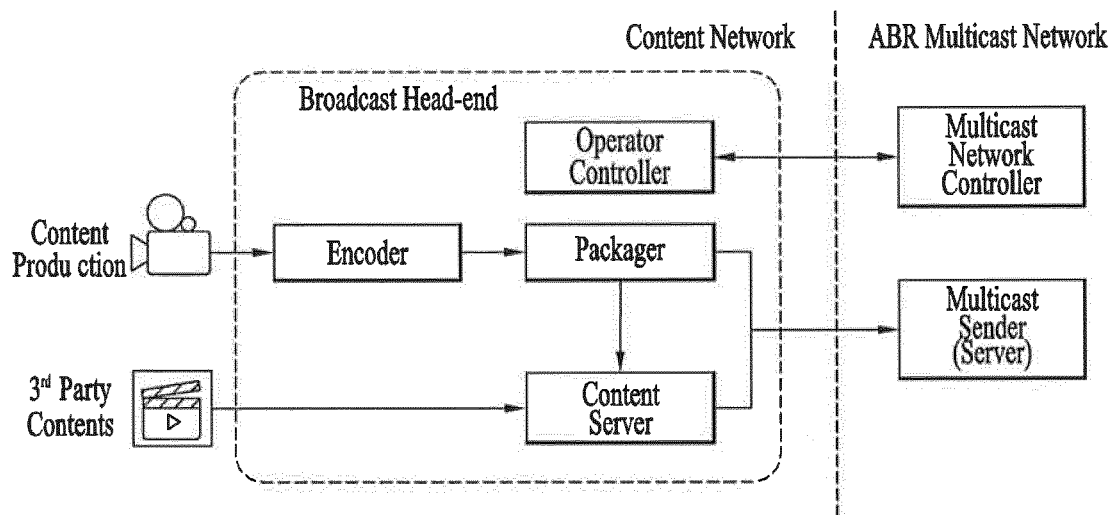 Content Network
ABR Multicast Network
Broadcast Head-end
Operator
Controller
Multicast
Network
Controller
Content
Produ ction
Encoder
Packager
Multicast
Sender
(Server)
3rd Party
Contents
Content
Server